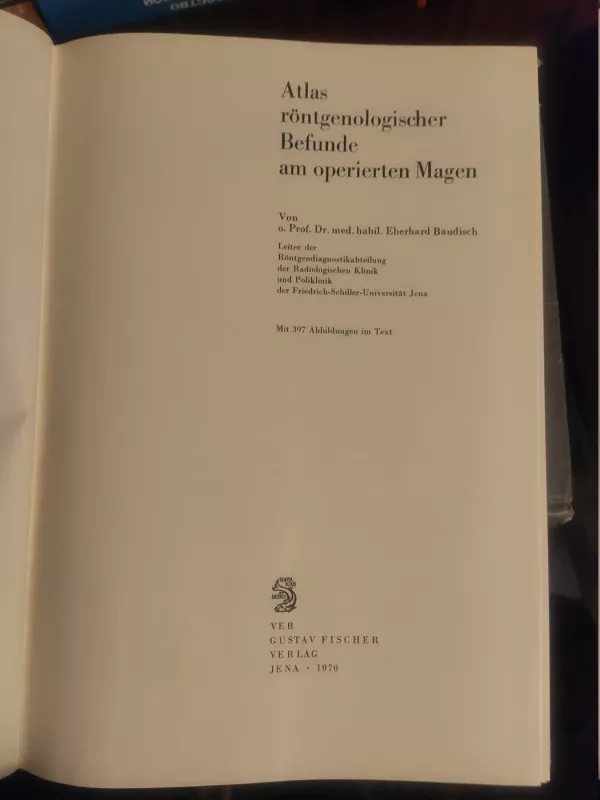 Atlas
röntgenologischer
Befunde
am operierten Magen
Von
o. Prof. Dr. med. habil. Eberhard Baudisch
Leiter der
Röntgendiagnostikabteilung
der Radiologischen Klinik
und Poliklinik
der Friedrich-Schiller-Universität Jena
Mit 397 Abbildungen im Text
VEB
GUSTAV FISCHER
VERLAG
JENA · 1970